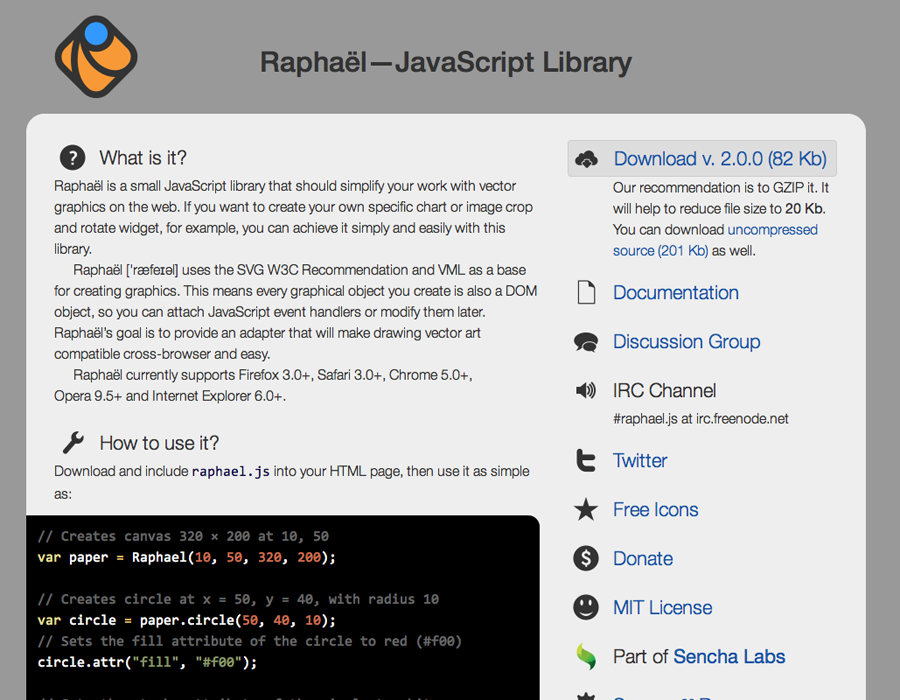 Raphaël—JavaScript Library
What is it?
Raphaël is a small JavaScript library that should simplify your work with vector
graphics on the web. If you want to create your own specific chart or image crop
and rotate widget, for example, you can achieve it simply and easily with this
library.
Raphaël ['ræfeɪəl] uses the SVG W3C Recommendation and VML as a base
for creating graphics. This means every graphical object you create is also a DOM
object, so you can attach JavaScript event handlers or modify them later.
Raphaël's goal is to provide an adapter that will make drawing vector art
compatible cross-browser and easy.
Raphaël currently supports Firefox 3.0+, Safari 3.0+, Chrome 5.0+,
Opera 9.5+ and Internet Explorer 6.0+.
How to use it?
Download and include raphael.js into your HTML page, then use it as simple
as:
// Creates canvas 320 × 200 at 10, 50
var paper = Raphael(10, 50, 320, 200);
// Creates circle at x = 50, y = 40, with radius 10
var circle = paper.circle(50, 40, 10);
// Sets the fill attribute of the circle to red (#f00)
circle.attr("fill", "#f00");
Download v. 2.0.0 (82 Kb)
Our recommendation is to GZIP it. It
will help to reduce file size to 20 Kb.
You can download uncompressed
source (201 Kb) as well.
Documentation
Discussion Group
IRC Channel
#raphael.js at irc.freenode.net
Twitter
Free Icons
Donate
MIT License
Part of Sencha Labs